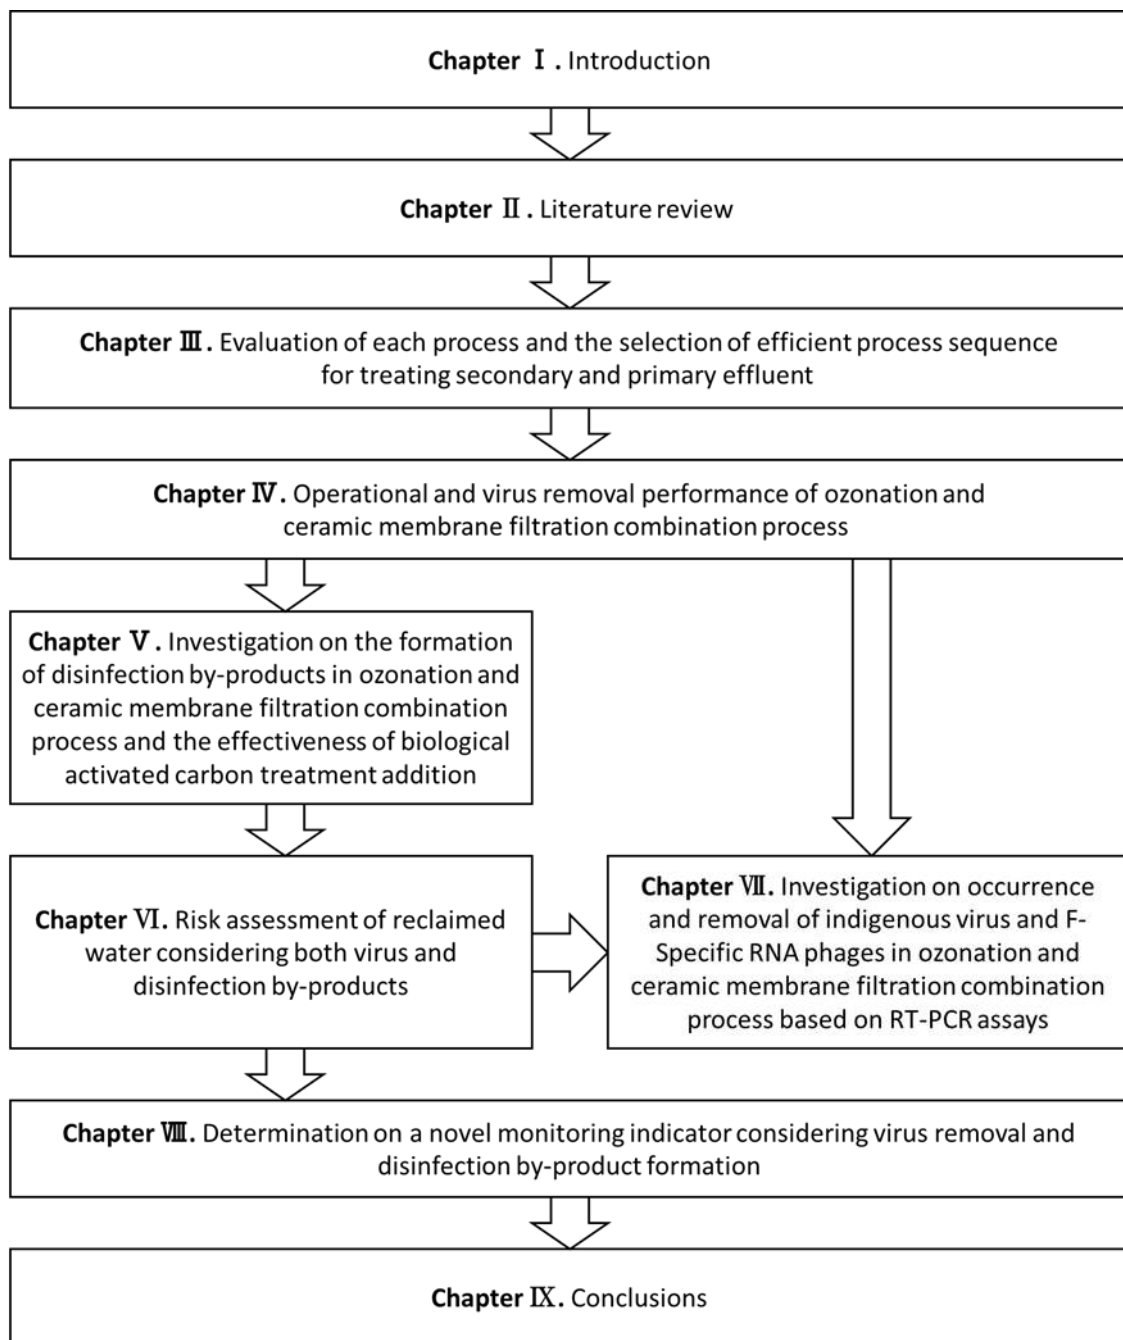 Chapter Ⅰ. Introduction
Chapter Ⅱ. Literature review
Chapter Ⅲ. Evaluation of each process and the selection of efficient process sequence
for treating secondary and primary effluent
Chapter Ⅳ. Operational and virus removal performance of ozonation and
ceramic membrane filtration combination process
Chapter Ⅴ. Investigation on the formation
of disinfection by-products in ozonation and
ceramic membrane filtration combination
process and the effectiveness of biological
activated carbon treatment addition
Chapter Ⅵ. Risk assessment of reclaimed
water considering both virus and
disinfection by-products
Chapter Ⅶ. Investigation on occurrence
and removal of indigenous virus and F-
Specific RNA phages in ozonation and
ceramic membrane filtration combination
process based on RT-PCR assays
Chapter Ⅷ. Determination on a novel monitoring indicator considering virus removal and
disinfection by-product formation
Chapter Ⅸ. Conclusions